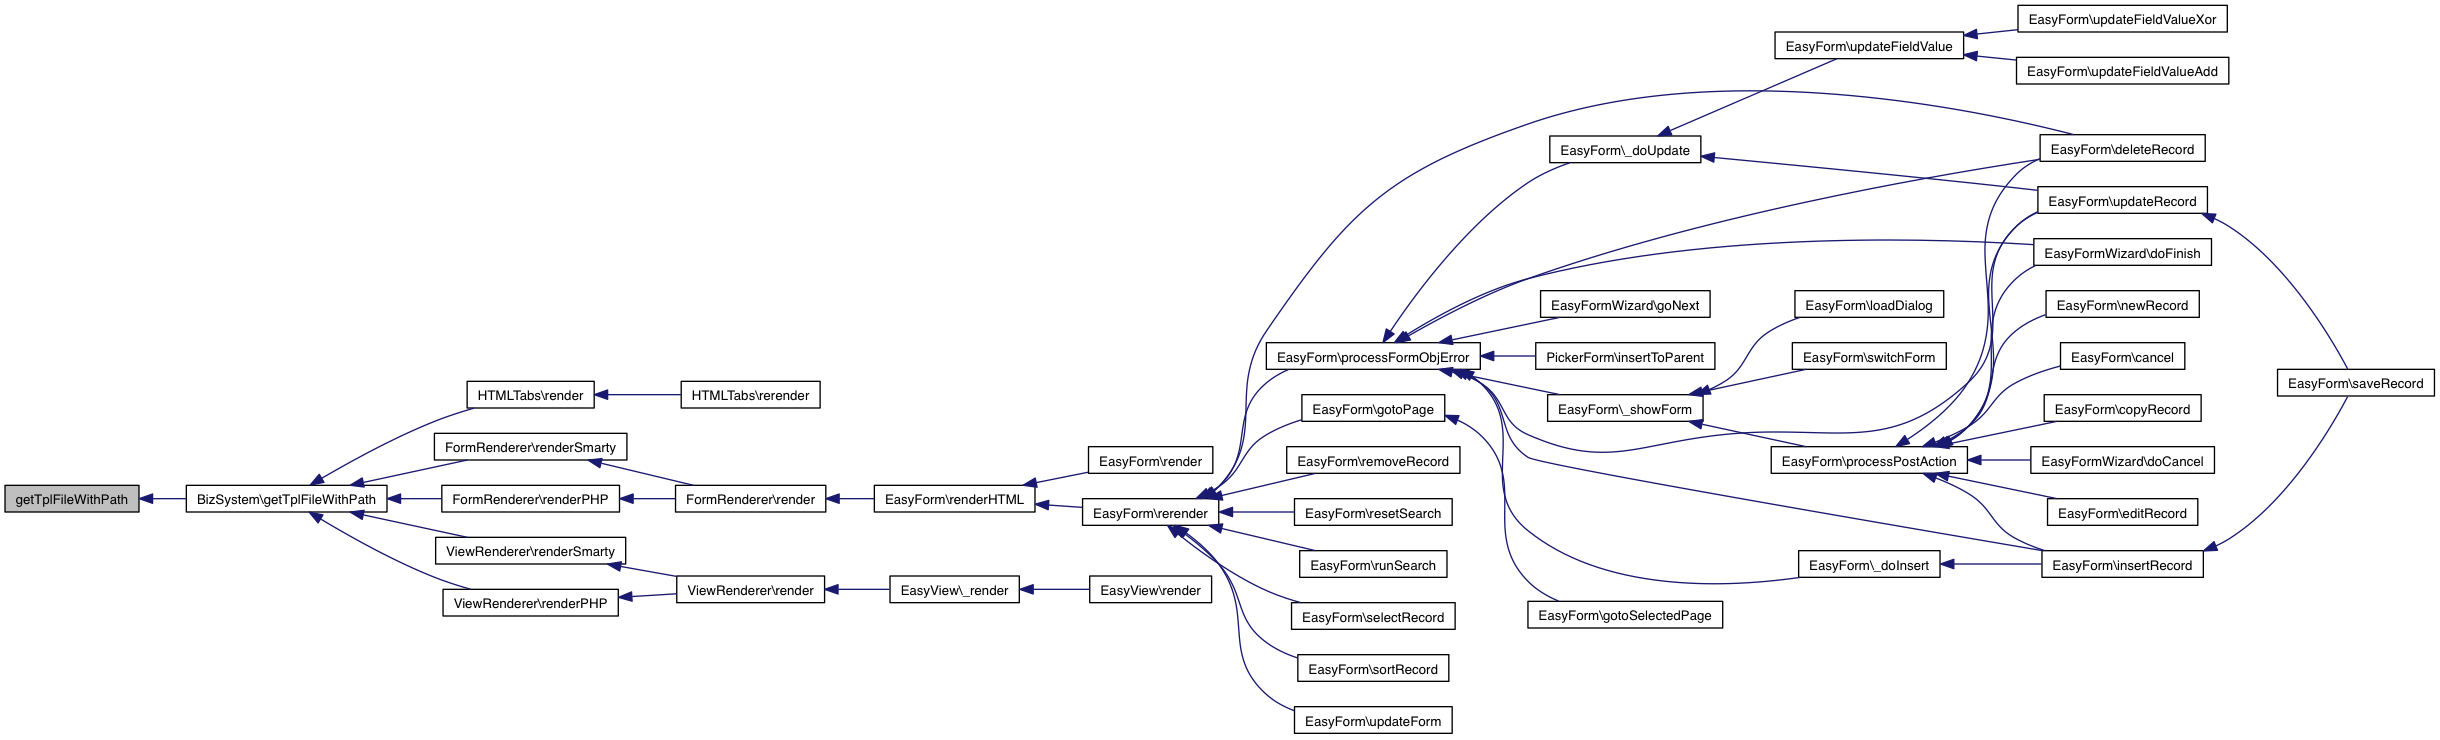 getTplFileWithPath
BizSystem\getTplFileWithPath
HTMLTabs\render
HTMLTabs\rerender
FormRenderer\renderSmarty
FormRenderer\renderPHP
FormRenderer\render
ViewRenderer\renderSmarty
ViewRenderer\renderPHP
ViewRenderer\render
EasyForm\renderHTML
EasyView\_render
EasyView\render
EasyForm\render
EasyForm\rerender
EasyForm\processFormObjError
EasyForm\gotoPage
EasyForm\removeRecord
EasyForm\resetSearch
EasyForm\runSearch
EasyForm\selectRecord
EasyForm\sortRecord
EasyForm\updateForm
EasyForm\_doUpdate
EasyFormWizard\goNext
PickerForm\insertToParent
EasyForm\_showForm
EasyForm\gotoSelectedPage
EasyForm\updateFieldValue
EasyForm\loadDialog
EasyForm\switchForm
EasyForm\processPostAction
EasyForm\_doInsert
EasyForm\updateFieldValueXor
EasyForm\updateFieldValueAdd
EasyForm\deleteRecord
EasyForm\updateRecord
EasyFormWizard\doFinish
EasyForm\newRecord
EasyForm\cancel
EasyForm\copyRecord
EasyFormWizard\doCancel
EasyForm\editRecord
EasyForm\insertRecord
EasyForm\saveRecord